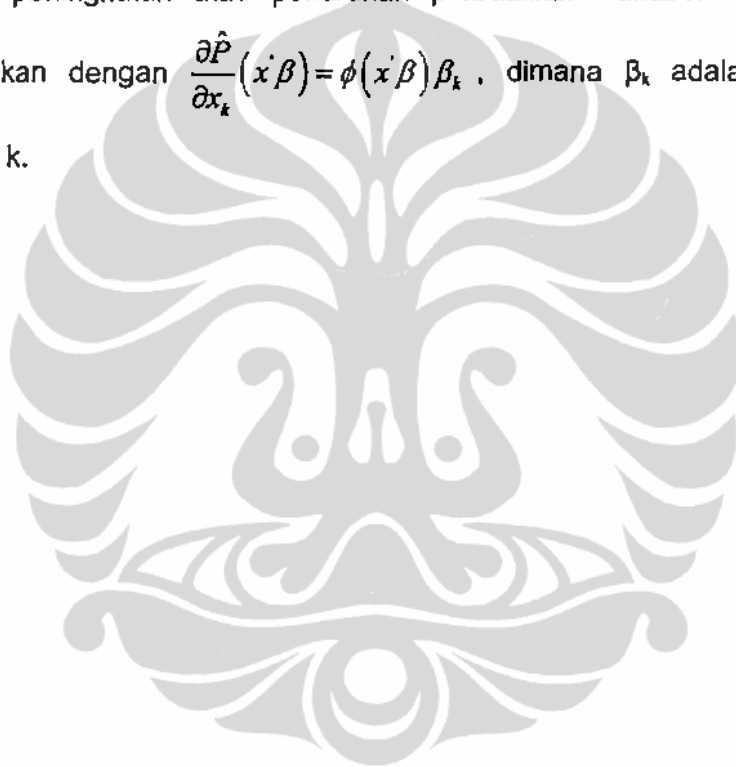 kan dengan ∂P̂/∂x_k (x'β) = φ(x'β) β_k , dimana β_k adala
k.